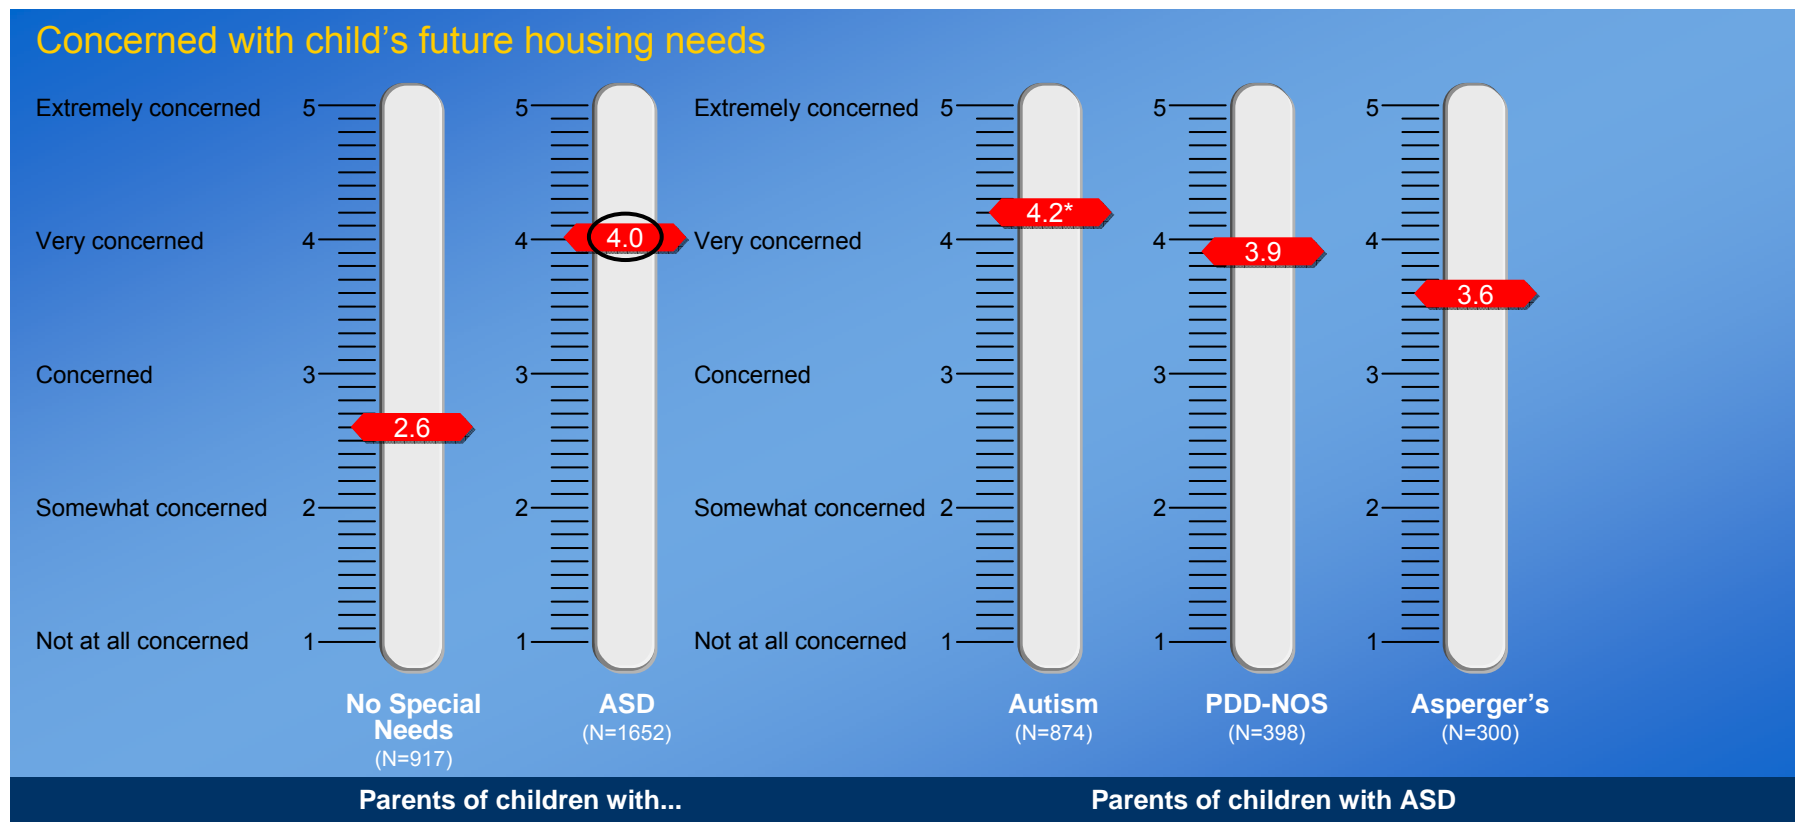 Concerned with child's future housing needs
Extremely concerned 5 5 Extremely concerned 5 5 5
4.2*
Very concerned 4 4 4.0 Very concerned 4 4 4
3.9
3.6
Concerned 3 3 Concerned 3 3 3
2.6
Somewhat concerned 2 2 Somewhat concerned 2 2 2
Not at all concerned 1 1 Not at all concerned 1 1 1
No Special
Needs
(N=917)
ASD
(N=1652)
Autism
(N=874)
PDD-NOS
(N=398)
Asperger's
(N=300)
Parents of children with...
Parents of children with ASD